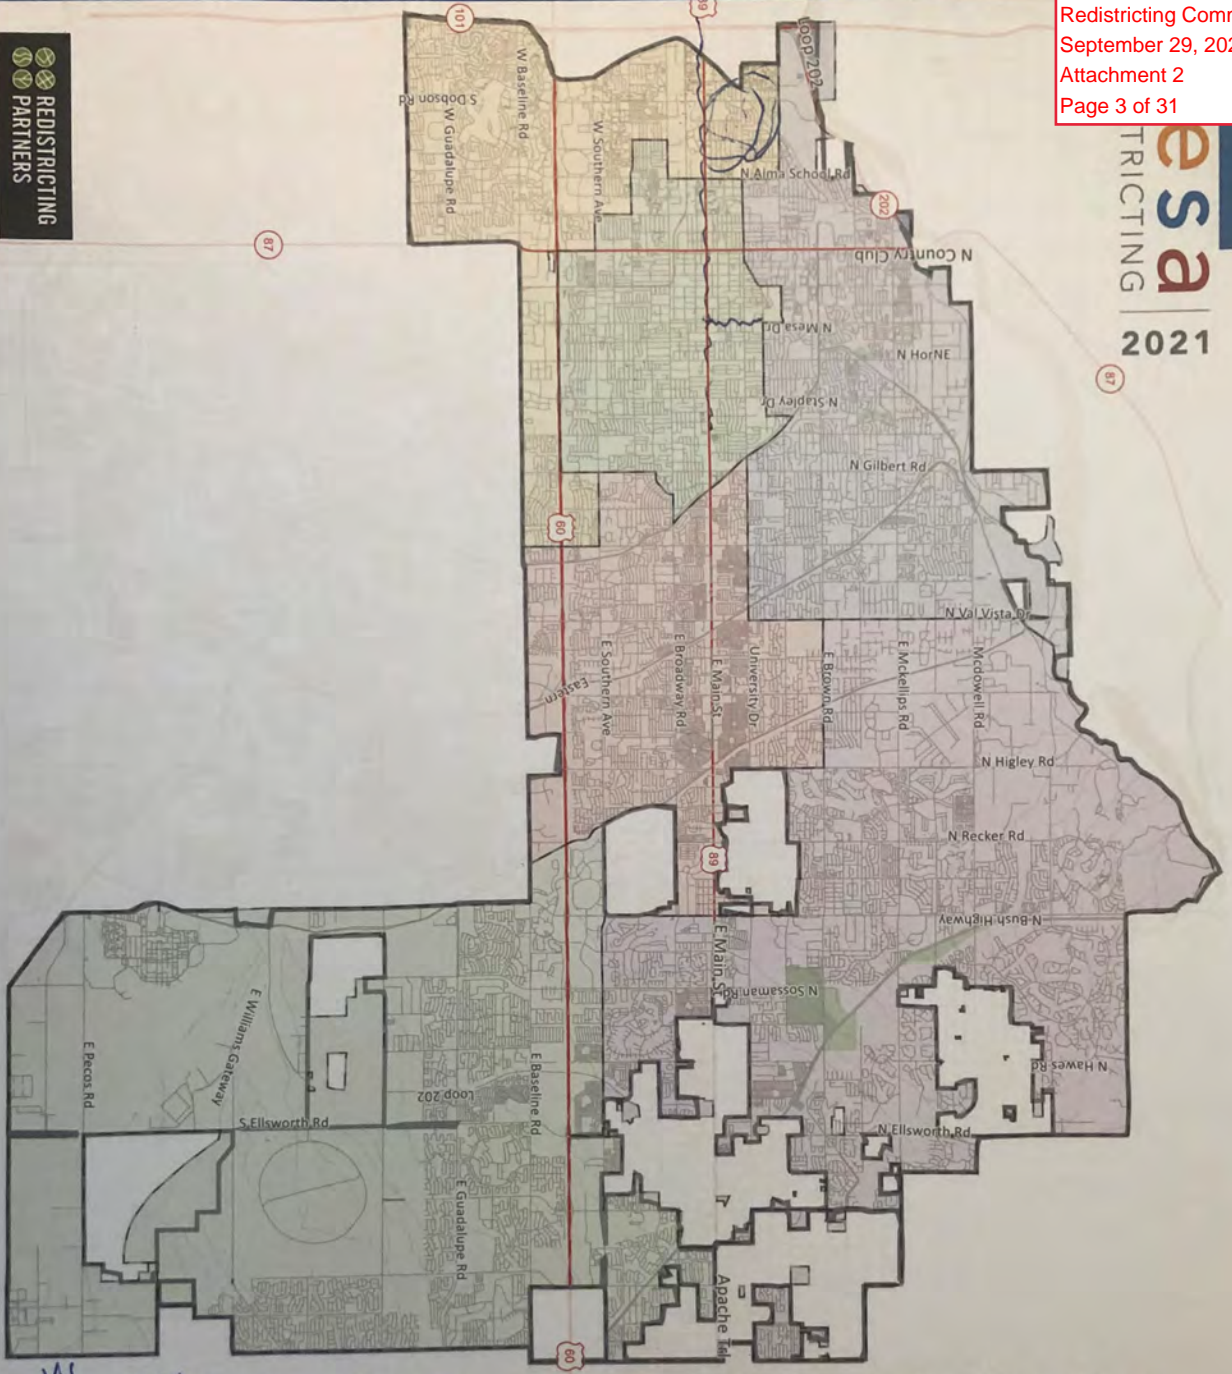 Redistricting Comm
September 29, 202
Attachment 2
Page 3 of 31
esa
TRICTING
2021
REDISTRICTING
PARTNERS
101
89
Loop 202
W Baseline Rd
S Dobson Rd
W Guadalupe Rd
W Southern Ave
N Alma School Rd
202
87
N Country Club
N Mesa Dr
N HorNE
87
N Stapley Dr
N Gilbert Rd
60
N Val Vista Dr
Eastern
E Southern Ave
E Broadway Rd
E Main St
University Dr
E Brown Rd
E Mckellips Rd
E Mcdowell Rd
N Higley Rd
N Recker Rd
89
N Bush Highway
E Main St
N Sossaman Rd
E Williams Gateway
E Pecos Rd
Loop 202
E Baseline Rd
N Hawes Rd
S Ellsworth Rd
N Ellsworth Rd
E Guadalupe Rd
Apache Trl
60